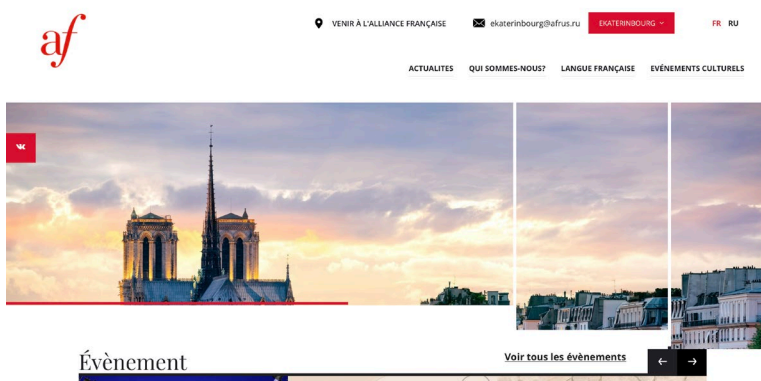 af
VENIR À L'ALLIANCE FRANÇAISE
ekaterinbourg@afrus.ru
EKATERINBOURG
FR RU
ACTUALITES QUI SOMMES-NOUS? LANGUE FRANÇAISE EVÉNEMENTS CULTURELS
Évènement
Voir tous les évènements